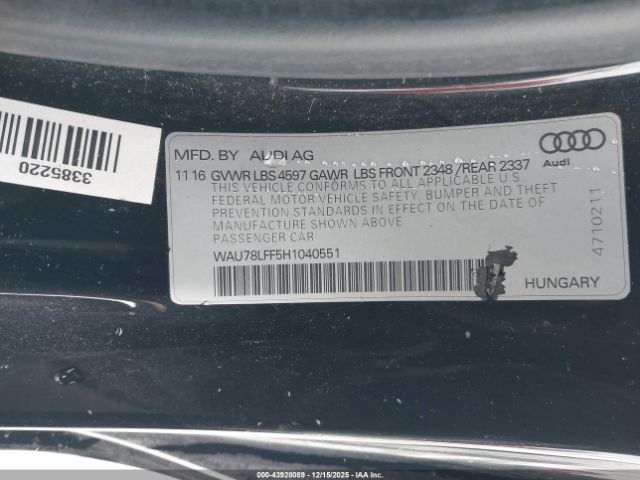 3385220
MFD. BY AUDI AG
11 16 GVWR LBS 4597 GAWR LBS FRONT 2348 /REAR 2337
THIS VEHICLE CONFORMS TO ALL APPLICABLE U S
FEDERAL MOTOR VEHICLE SAFETY, BUMPER AND THEFT
PREVENTION STANDARDS IN EFFECT ON THE DATE OF
MANUFACTURE SHOWN ABOVE
PASSENGER CAR
WAU78LFF5H1040551
Audi
4710211
HUNGARY
000-43928089 - 12/15/2025 - IAA Inc.